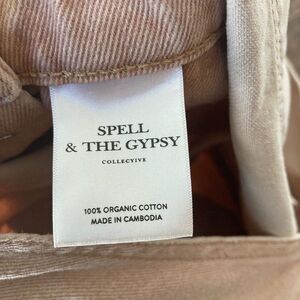 SPELL
& THE GYPSY
COLLECTIVE
100% ORGANIC COTTON
MADE IN CAMBODIA